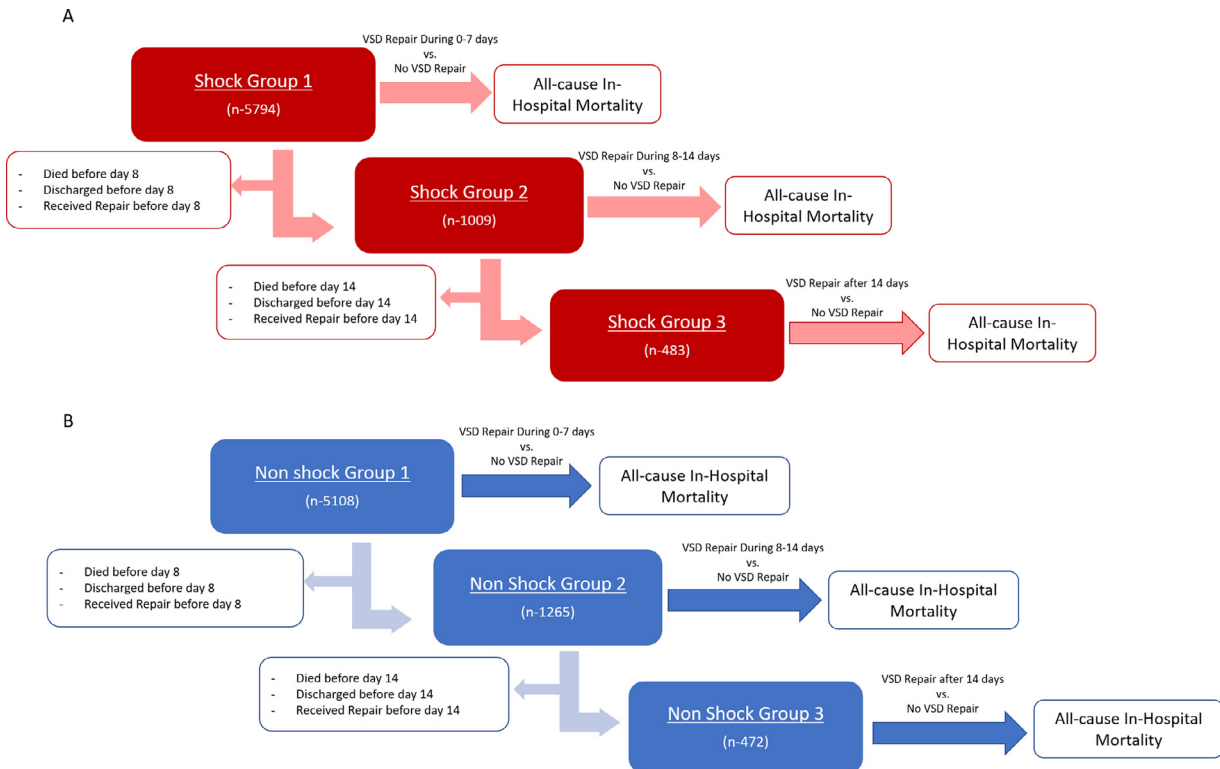 A
VSD Repair During 0-7 days
vs.
No VSD Repair
Shock Group 1
(n-5794)
All-cause In-
Hospital Mortality
- Died before day 8
- Discharged before day 8
- Received Repair before day 8
VSD Repair During 8-14 days
vs.
No VSD Repair
Shock Group 2
(n-1009)
All-cause In-
Hospital Mortality
- Died before day 14
- Discharged before day 14
- Received Repair before day 14
VSD Repair after 14 days
vs.
No VSD Repair
Shock Group 3
(n-483)
All-cause In-
Hospital Mortality
B
VSD Repair During 0-7 days
vs.
No VSD Repair
Non shock Group 1
(n-5108)
All-cause In-Hospital
Mortality
- Died before day 8
- Discharged before day 8
- Received Repair before day 8
VSD Repair During 8-14 days
vs.
No VSD Repair
Non Shock Group 2
(n-1265)
All-cause In-Hospital
Mortality
- Died before day 14
- Discharged before day 14
- Received Repair before day 14
VSD Repair after 14 days
vs.
No VSD Repair
Non Shock Group 3
(n-472)
All-cause In-Hospital
Mortality